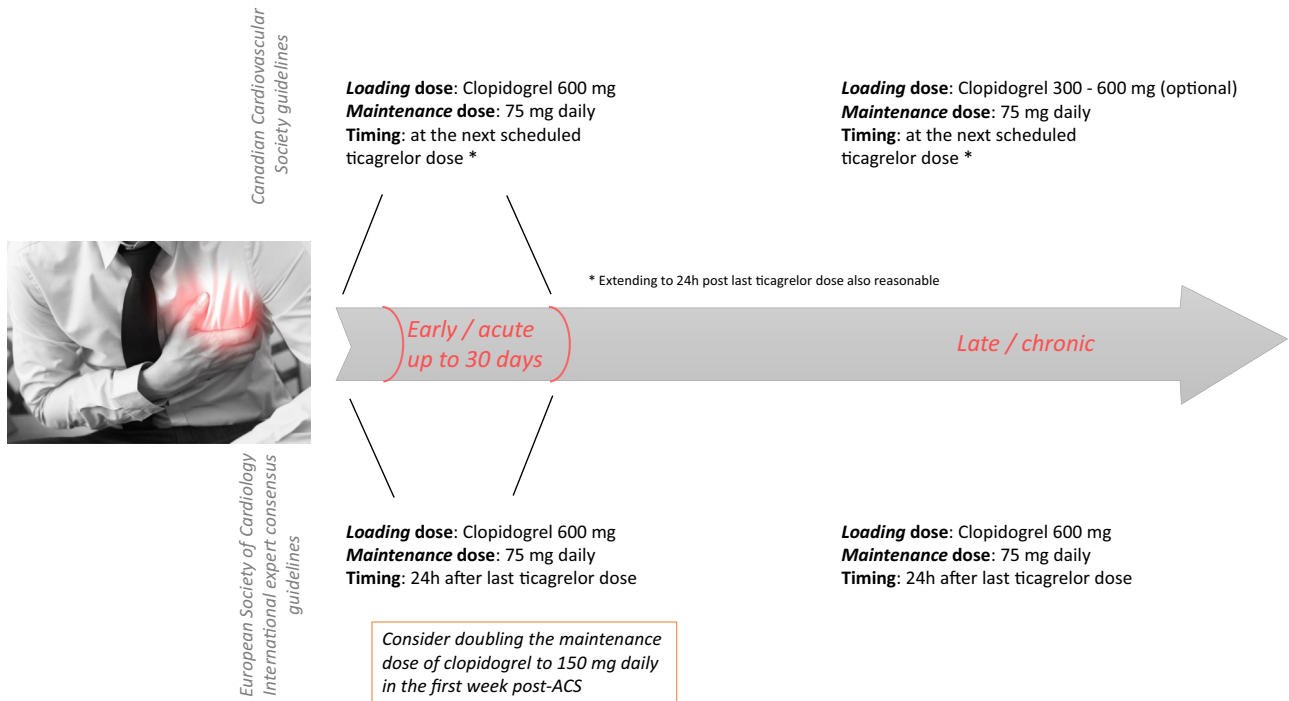 Canadian Cardiovascular
Society guidelines
Loading dose: Clopidogrel 600 mg
Maintenance dose: 75 mg daily
Timing: at the next scheduled
ticagrelor dose *
Loading dose: Clopidogrel 300 - 600 mg (optional)
Maintenance dose: 75 mg daily
Timing: at the next scheduled
ticagrelor dose *
* Extending to 24h post last ticagrelor dose also reasonable
Early / acute
up to 30 days
Late / chronic
European Society of Cardiology
International expert consensus
guidelines
Loading dose: Clopidogrel 600 mg
Maintenance dose: 75 mg daily
Timing: 24h after last ticagrelor dose
Loading dose: Clopidogrel 600 mg
Maintenance dose: 75 mg daily
Timing: 24h after last ticagrelor dose
Consider doubling the maintenance
dose of clopidogrel to 150 mg daily
in the first week post-ACS